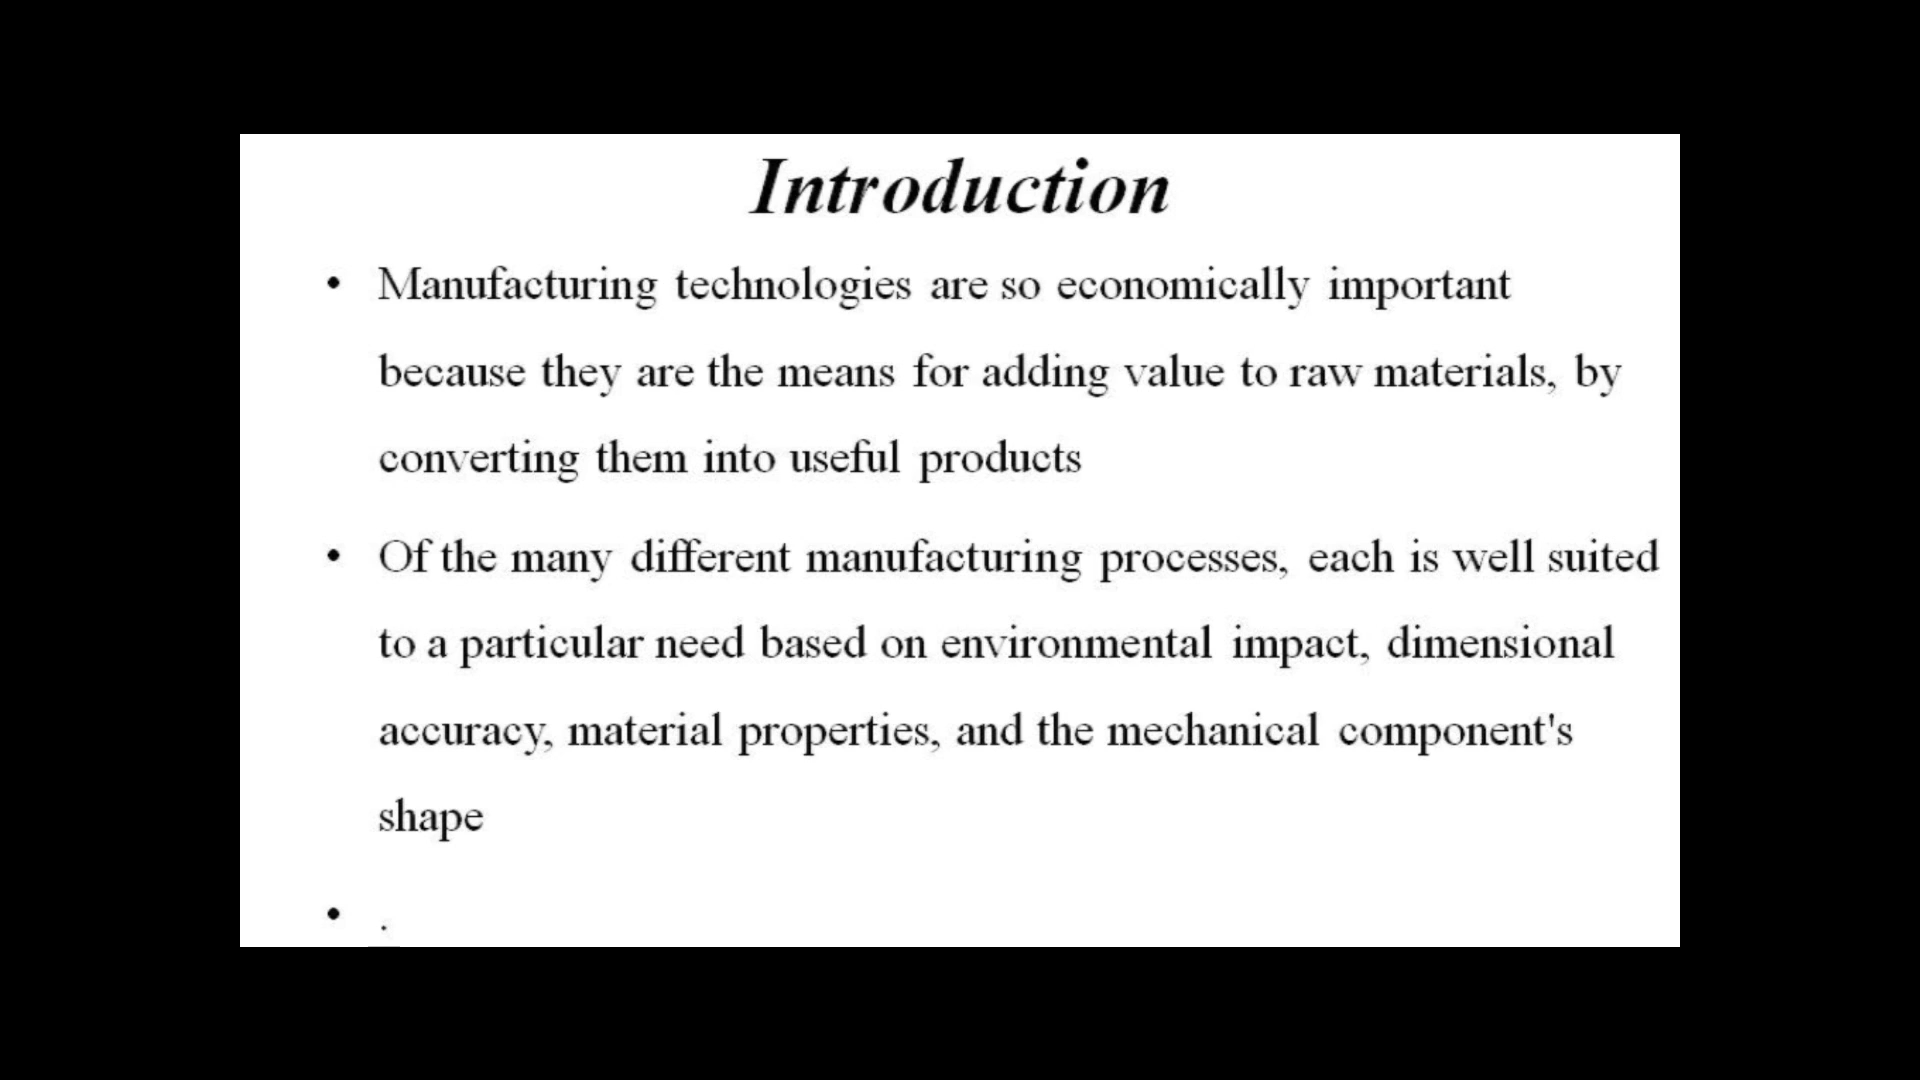 Introduction
• Manufacturing technologies are so economically important
because they are the means for adding value to raw materials, by
converting them into useful products
• Of the many different manufacturing processes, each is well suited
to a particular need based on environmental impact, dimensional
accuracy, material properties, and the mechanical component's
shape
• .